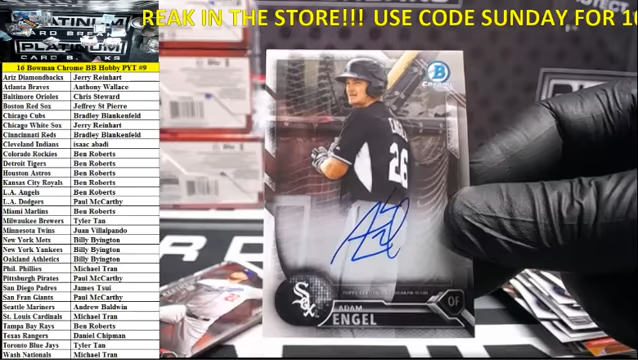 REAK IN THE STORE!!! USE CODE SUNDAY FOR 1
PLATINUM
CARD BREAKS
16 Bowman Chrome BB Hobby PYT #9
Ariz Diamondbacks Jerry Reinhart
Atlanta Braves Anthony Wallace
Baltimore Orioles Chris Steward
Boston Red Sox Jeffrey St Pierre
Chicago Cubs Bradley Blankenfeld
Chicago White Sox Jerry Reinhart
Cinncinnati Reds Bradley Blankenfeld
Cleveland Indians isaac abadi
Colorado Rockies Ben Roberts
Detroit Tigers Ben Roberts
Houston Astros Ben Roberts
Kansas City Royals Ben Roberts
L.A. Angels Ben Roberts
L.A. Dodgers Paul McCarthy
Miami Marlins Ben Roberts
Milwaukee Brewers Tyler Tan
Minnesota Twins Juan Villalpando
New York Mets Billy Byington
New York Yankees Billy Byington
Oakland Athletics Billy Byington
Phil. Phillies Michael Tran
Pittsburgh Pirates Paul McCarthy
San Diego Padres James Tsui
San Fran Giants Paul McCarthy
Seattle Mariners Andrew Baldwin
St. Louis Cardinals Michael Tran
Tampa Bay Rays Ben Roberts
Texas Rangers Daniel Chipman
Toronto Blue Jays Tyler Tan
Wash Nationals Michael Tran
B
CHROME
ENGEL
26
SOX
ADAM
ENGEL
OF